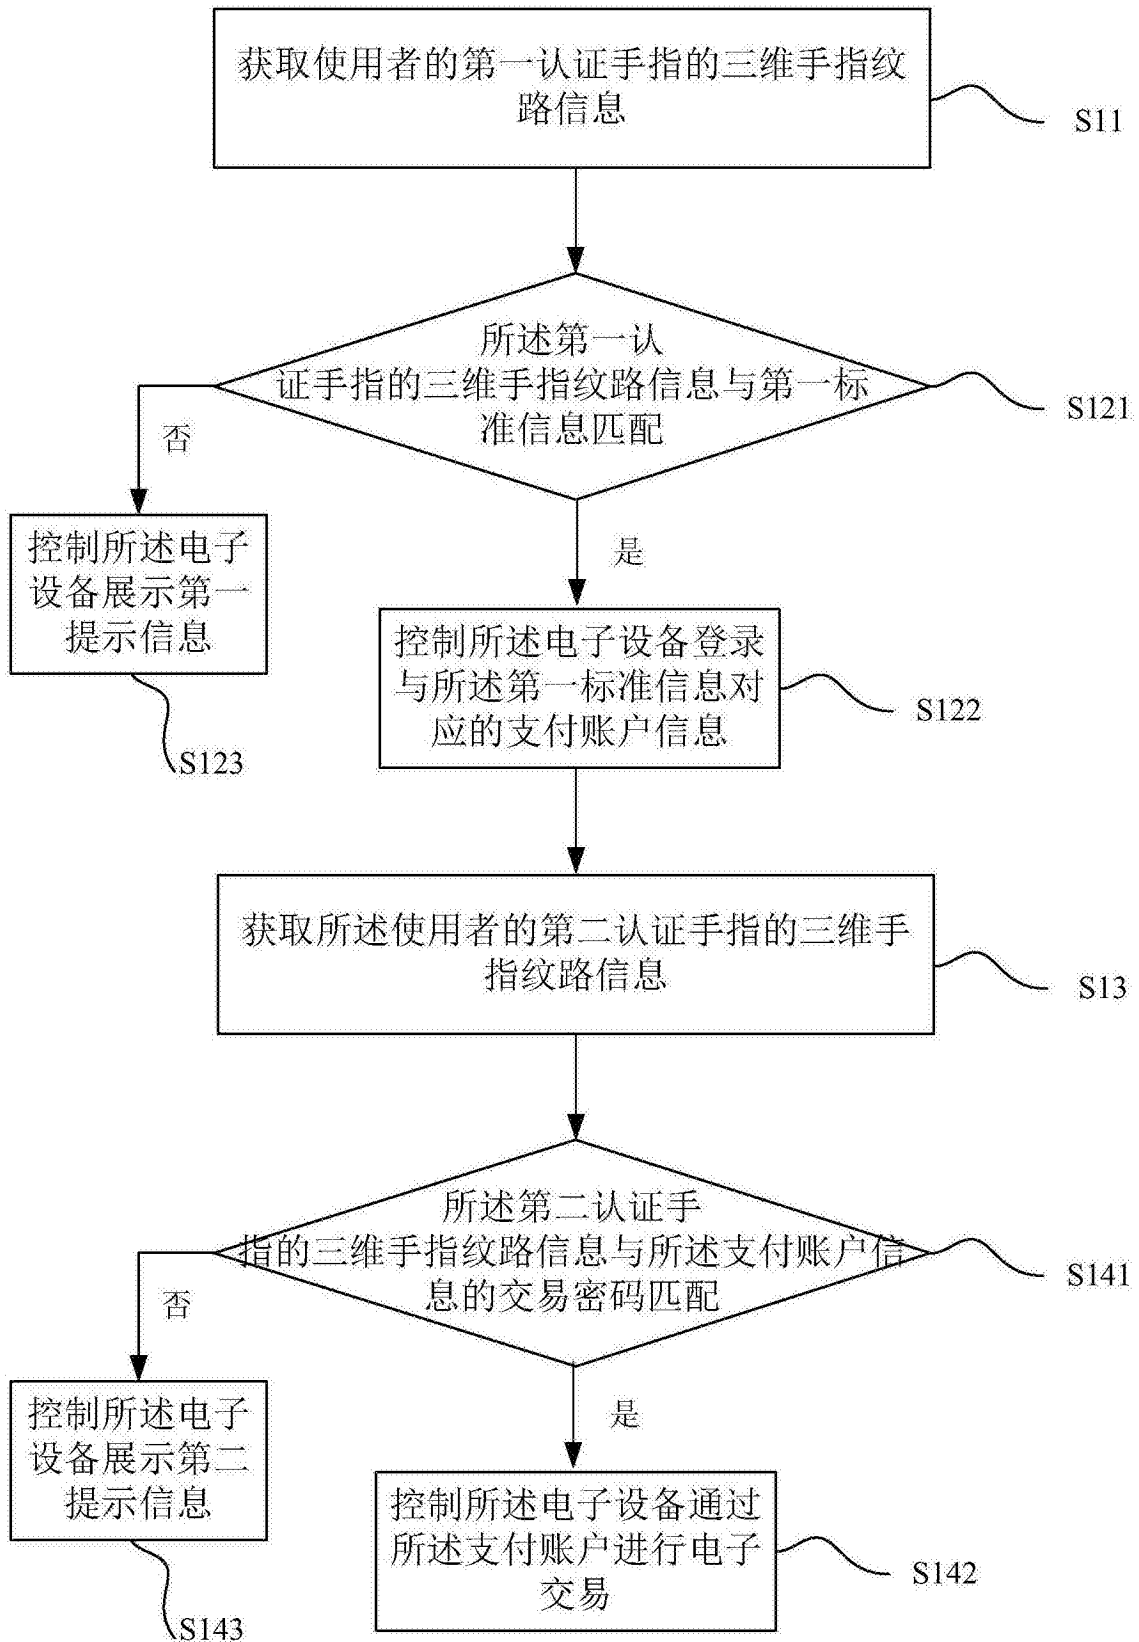 获取使用者的第一认证手指的三维手指纹
路信息
S11
所述第一认
证手指的三维手指纹路信息与第一标
准信息匹配
S121
否
是
控制所述电子
设备展示第一
提示信息
S123
控制所述电子设备登录
与所述第一标准信息对
应的支付账户信息
S122
获取所述使用者的第二认证手指的三维手
指纹路信息
S13
所述第二认证手
指的三维手指纹路信息与所述支付账户信
息的交易密码匹配
S141
否
是
控制所述电子
设备展示第二
提示信息
S143
控制所述电子设备通过
所述支付账户进行电子
交易
S142